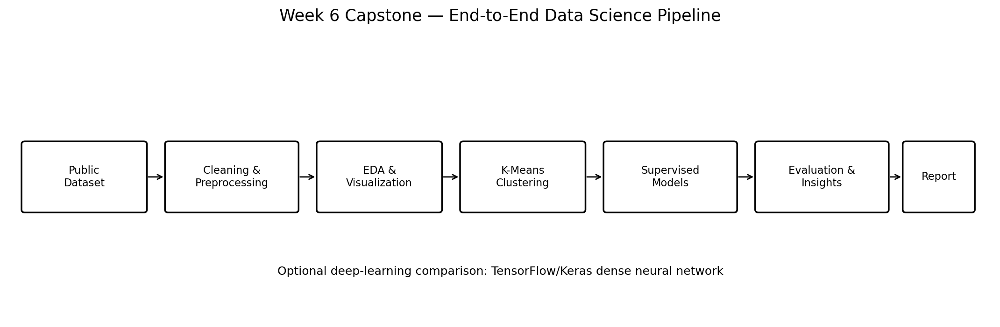 Week 6 Capstone — End-to-End Data Science Pipeline
Public
Dataset
Cleaning &
Preprocessing
EDA &
Visualization
K-Means
Clustering
Supervised
Models
Evaluation &
Insights
Report
Optional deep-learning comparison: TensorFlow/Keras dense neural network